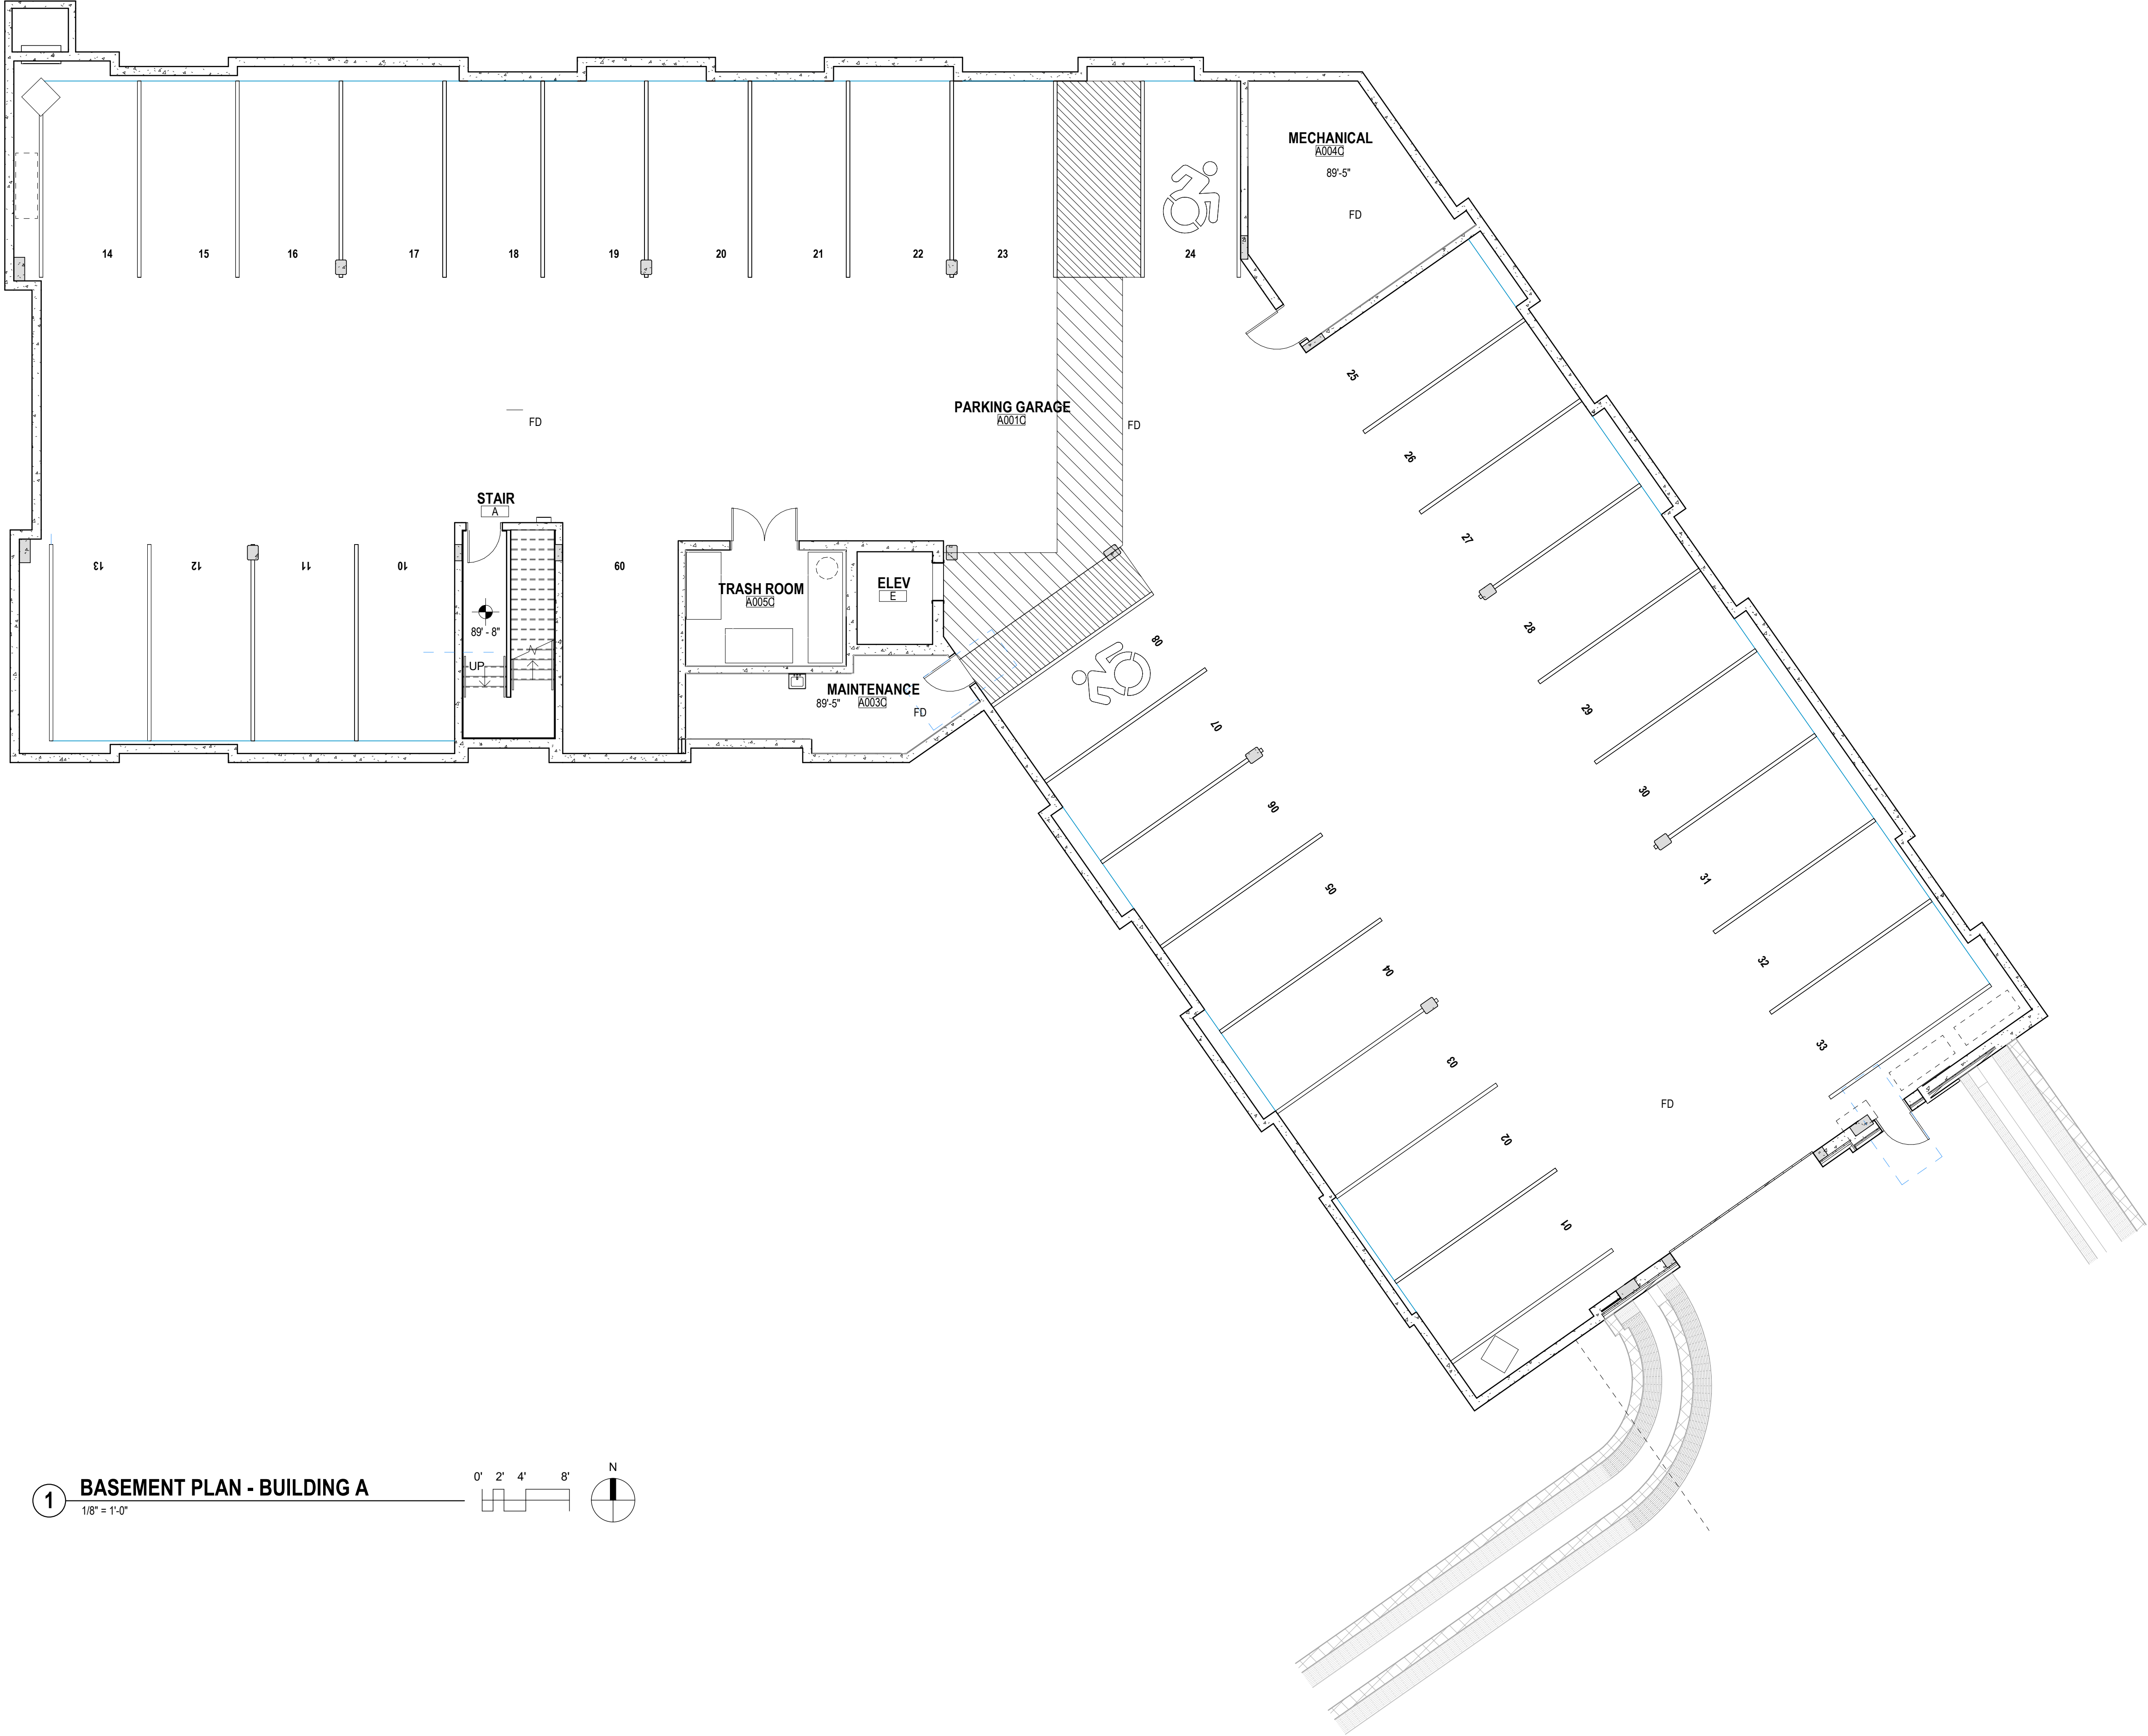 MECHANICAL
A004C
89'-5"
FD
14
15
16
17
18
19
20
21
22
23
24
25
PARKING GARAGE
A001C
FD
FD
26
STAIR
A
27
13
12
11
10
09
TRASH ROOM
A005C
ELEV
E
89' - 8"
UP
28
08
MAINTENANCE
A003C
89'-5"
FD
29
07
30
06
31
05
32
04
33
03
FD
02
01
1
BASEMENT PLAN - BUILDING A
1/8" = 1'-0"
0' 2' 4' 8'
N